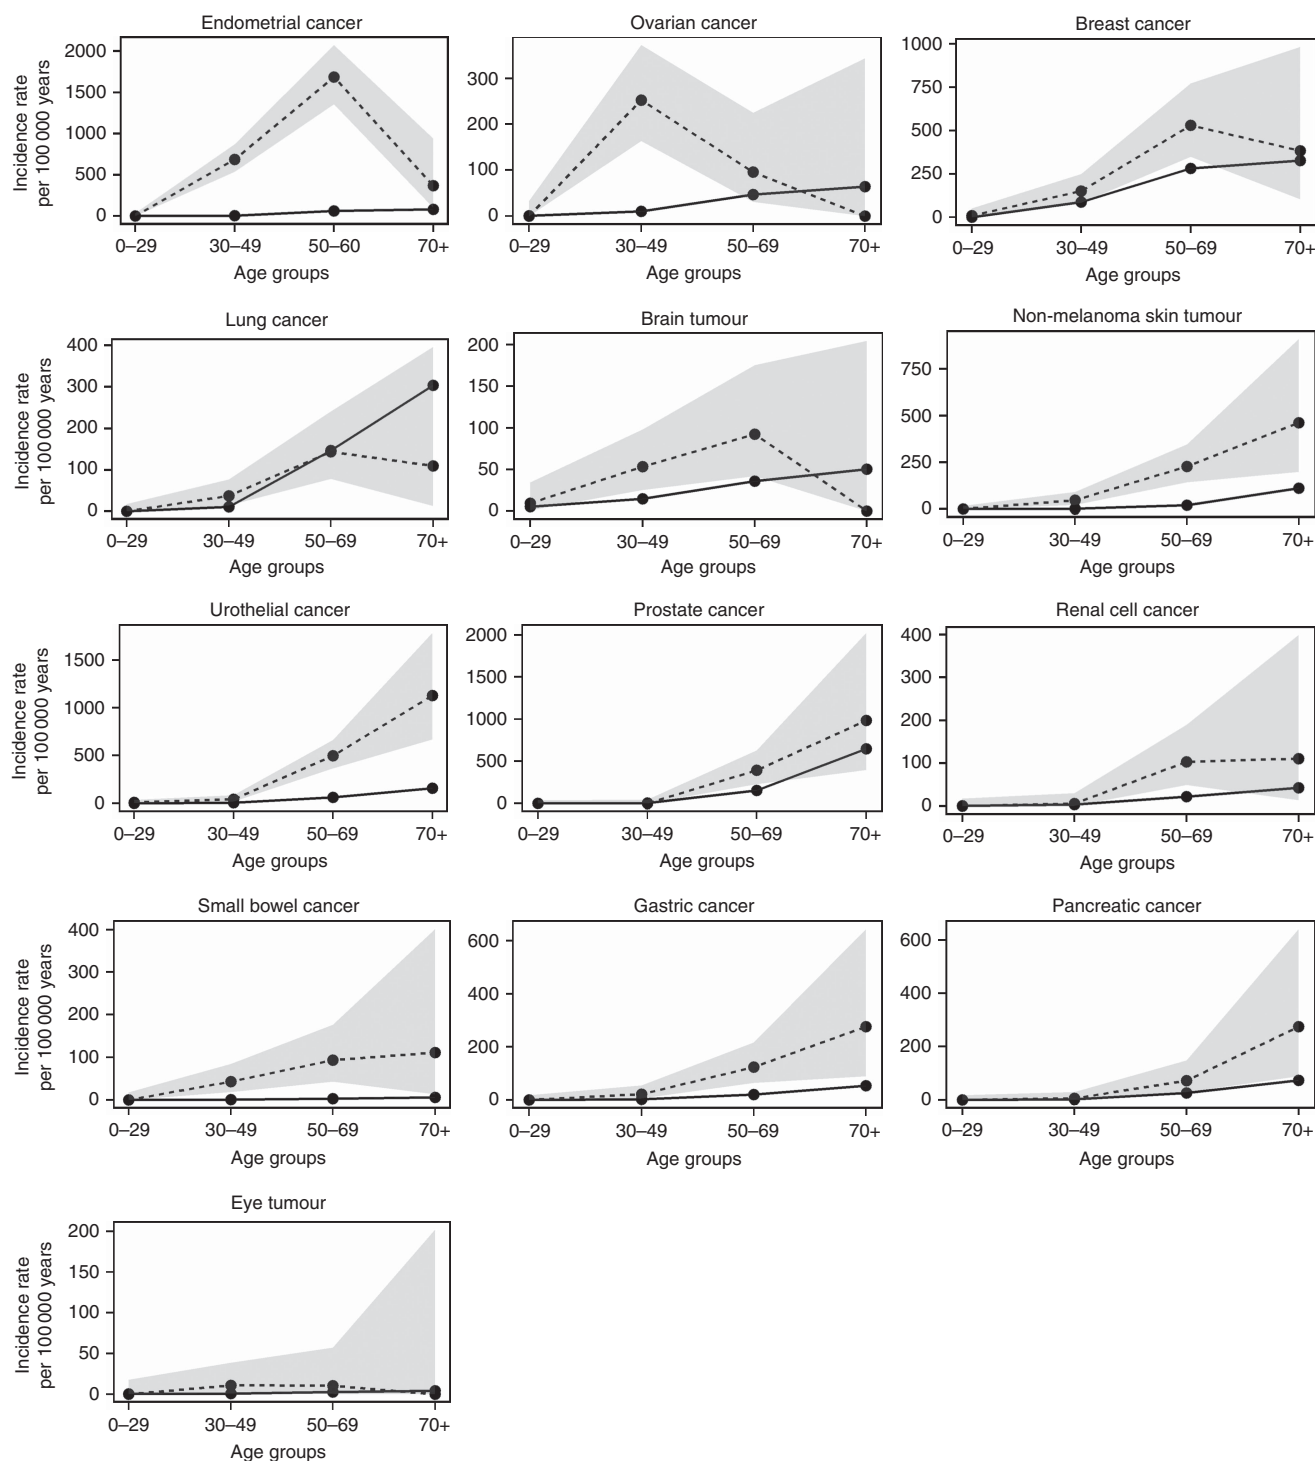 Endometrial cancer
Incidence rate
per 100 000 years
2000
1500
1000
500
0
0–29 30–49 50–60 70+
Age groups
Ovarian cancer
300
200
100
0
0–29 30–49 50–69 70+
Age groups
Breast cancer
1000
750
500
250
0
0–29 30–49 50–69 70+
Age groups
Lung cancer
Incidence rate
per 100 000 years
400
300
200
100
0
0–29 30–49 50–69 70+
Age groups
Brain tumour
200
150
100
50
0
0–29 30–49 50–69 70+
Age groups
Non-melanoma skin tumour
750
500
250
0
0–29 30–49 50–69 70+
Age groups
Urothelial cancer
Incidence rate
per 100 000 years
1500
1000
500
0
0–29 30–49 50–69 70+
Age groups
Prostate cancer
2000
1500
1000
500
0
0–29 30–49 50–69 70+
Age groups
Renal cell cancer
400
300
200
100
0
0–29 30–49 50–69 70+
Age groups
Small bowel cancer
Incidence rate
per 100 000 years
400
300
200
100
0
0–29 30–49 50–69 70+
Age groups
Gastric cancer
600
400
200
0
0–29 30–49 50–69 70+
Age groups
Pancreatic cancer
600
400
200
0
0–29 30–49 50–69 70+
Age groups
Eye tumour
Incidence rate
per 100 000 years
200
150
100
50
0
0–29 30–49 50–69 70+
Age groups